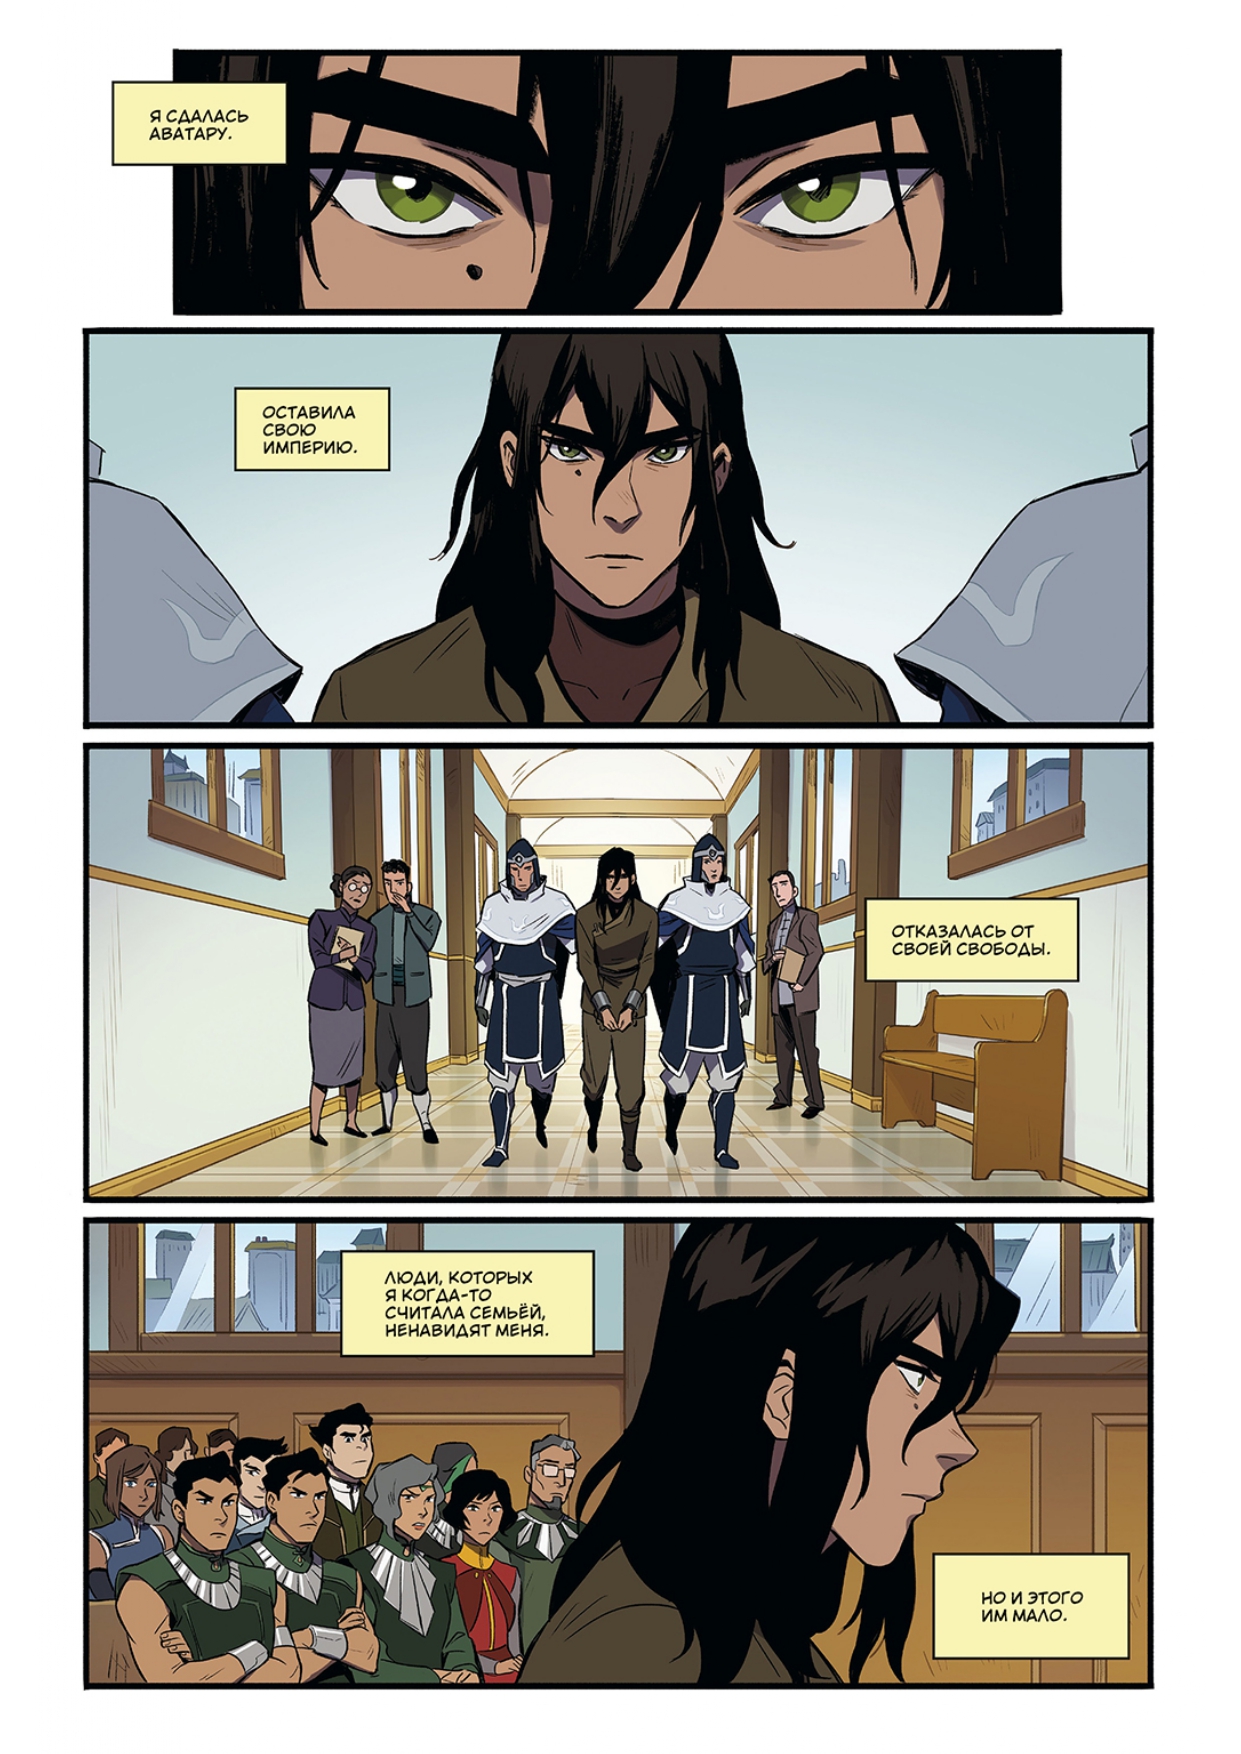 Я СДАЛАСЬ
АВАТАРУ.
ОСТАВИЛА
СВОЮ
ИМПЕРИЮ.
ОТКАЗАЛАСЬ ОТ
СВОЕЙ СВОБОДЫ.
ЛЮДИ, КОТОРЫХ
Я КОГДА-ТО
СЧИТАЛА СЕМЬЁЙ,
НЕНАВИДЯТ МЕНЯ.
НО И ЭТОГО
ИМ МАЛО.